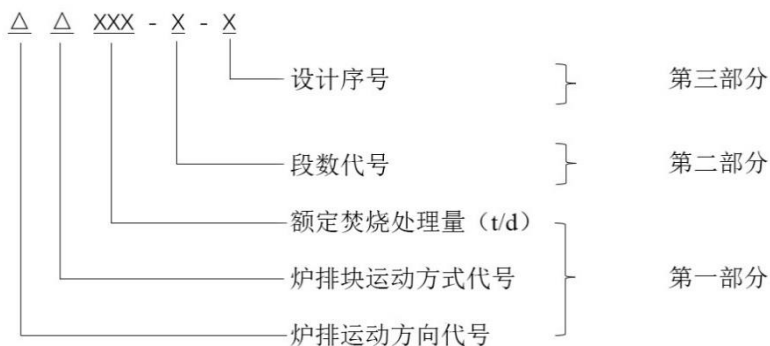 △ △ XXX - X - X
设计序号 第三部分
段数代号 第二部分
额定焚烧处理量（t/d）
炉排块运动方式代号 第一部分
炉排运动方向代号